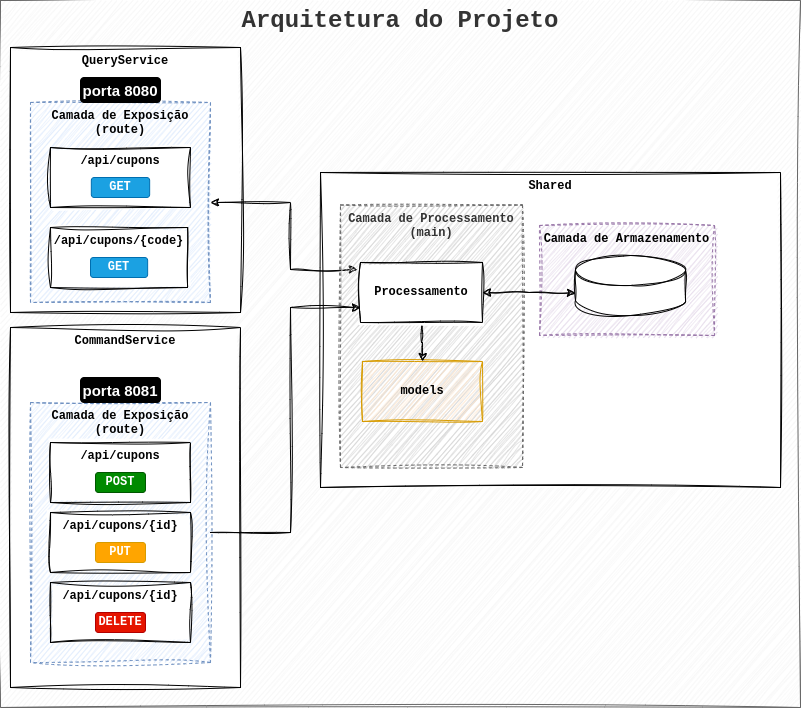 Arquitetura do Projeto
QueryService
porta 8080
Camada de Exposição
(route)
/api/cupons
GET
/api/cupons/{code}
GET
CommandService
porta 8081
Camada de Exposição
(route)
/api/cupons
POST
/api/cupons/{id}
PUT
/api/cupons/{id}
DELETE
Shared
Camada de Processamento
(main)
Processamento
models
Camada de Armazenamento